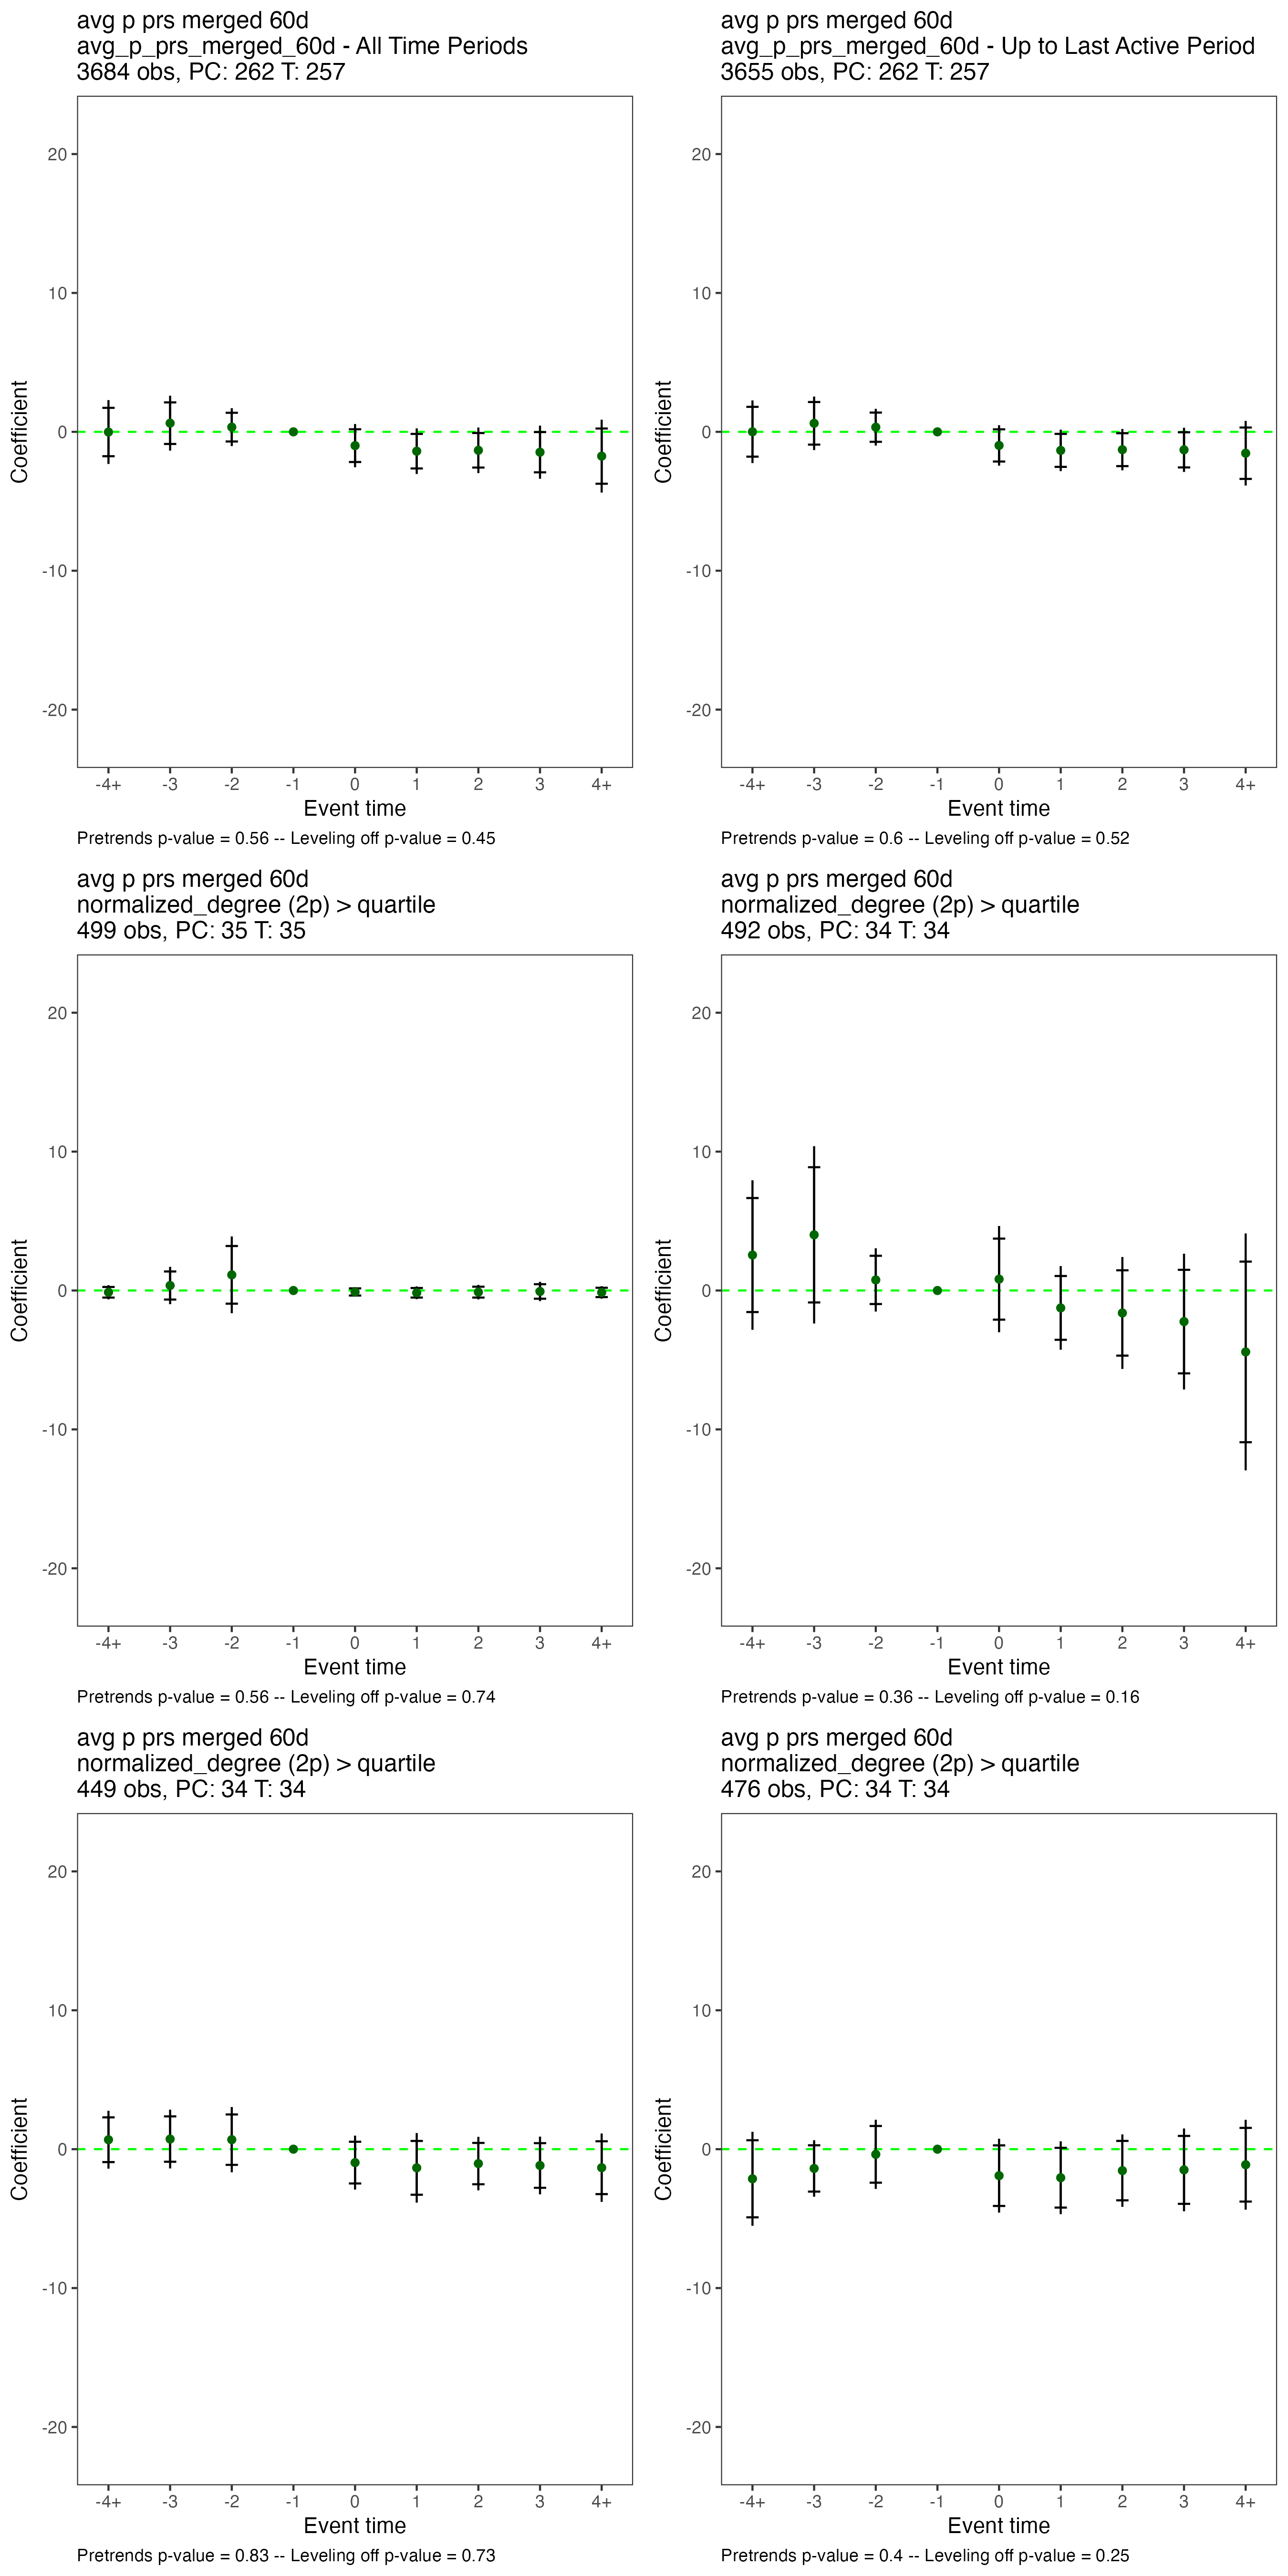 avg p prs merged 60d
avg_p_prs_merged_60d - All Time Periods
3684 obs, PC: 262 T: 257
20
10
0
-10
-20
Coefficient
-4+ -3 -2 -1 0 1 2 3 4+
Event time
Pretrends p-value = 0.56 -- Leveling off p-value = 0.45
avg p prs merged 60d
avg_p_prs_merged_60d - Up to Last Active Period
3655 obs, PC: 262 T: 257
20
10
0
-10
-20
Coefficient
-4+ -3 -2 -1 0 1 2 3 4+
Event time
Pretrends p-value = 0.6 -- Leveling off p-value = 0.52
avg p prs merged 60d
normalized_degree (2p) > quartile
499 obs, PC: 35 T: 35
20
10
0
-10
-20
Coefficient
-4+ -3 -2 -1 0 1 2 3 4+
Event time
Pretrends p-value = 0.56 -- Leveling off p-value = 0.74
avg p prs merged 60d
normalized_degree (2p) > quartile
492 obs, PC: 34 T: 34
20
10
0
-10
-20
Coefficient
-4+ -3 -2 -1 0 1 2 3 4+
Event time
Pretrends p-value = 0.36 -- Leveling off p-value = 0.16
avg p prs merged 60d
normalized_degree (2p) > quartile
449 obs, PC: 34 T: 34
20
10
0
-10
-20
Coefficient
-4+ -3 -2 -1 0 1 2 3 4+
Event time
Pretrends p-value = 0.83 -- Leveling off p-value = 0.73
avg p prs merged 60d
normalized_degree (2p) > quartile
476 obs, PC: 34 T: 34
20
10
0
-10
-20
Coefficient
-4+ -3 -2 -1 0 1 2 3 4+
Event time
Pretrends p-value = 0.4 -- Leveling off p-value = 0.25